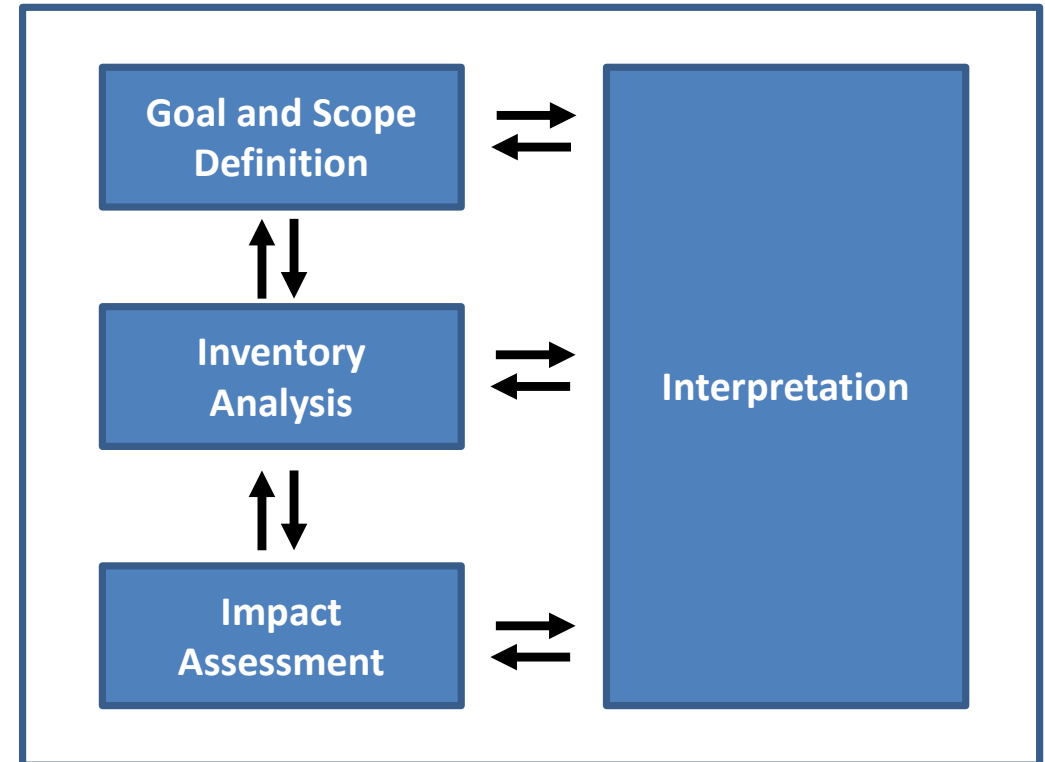 Goal and Scope
Definition
Inventory
Analysis
Interpretation
Impact
Assessment